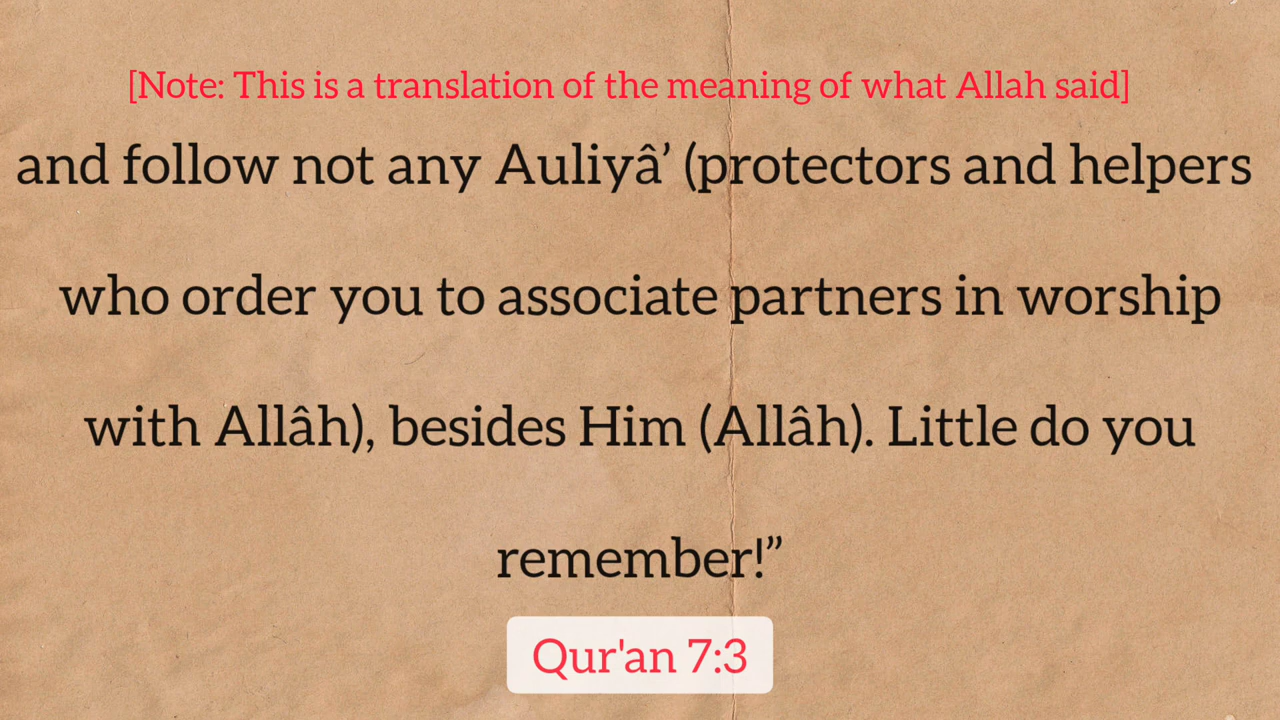 [Note: This is a translation of the meaning of what Allah said]
and follow not any Auliyâ’ (protectors and helpers
who order you to associate partners in worship
with Allâh), besides Him (Allâh). Little do you
remember!”
Qur'an 7:3